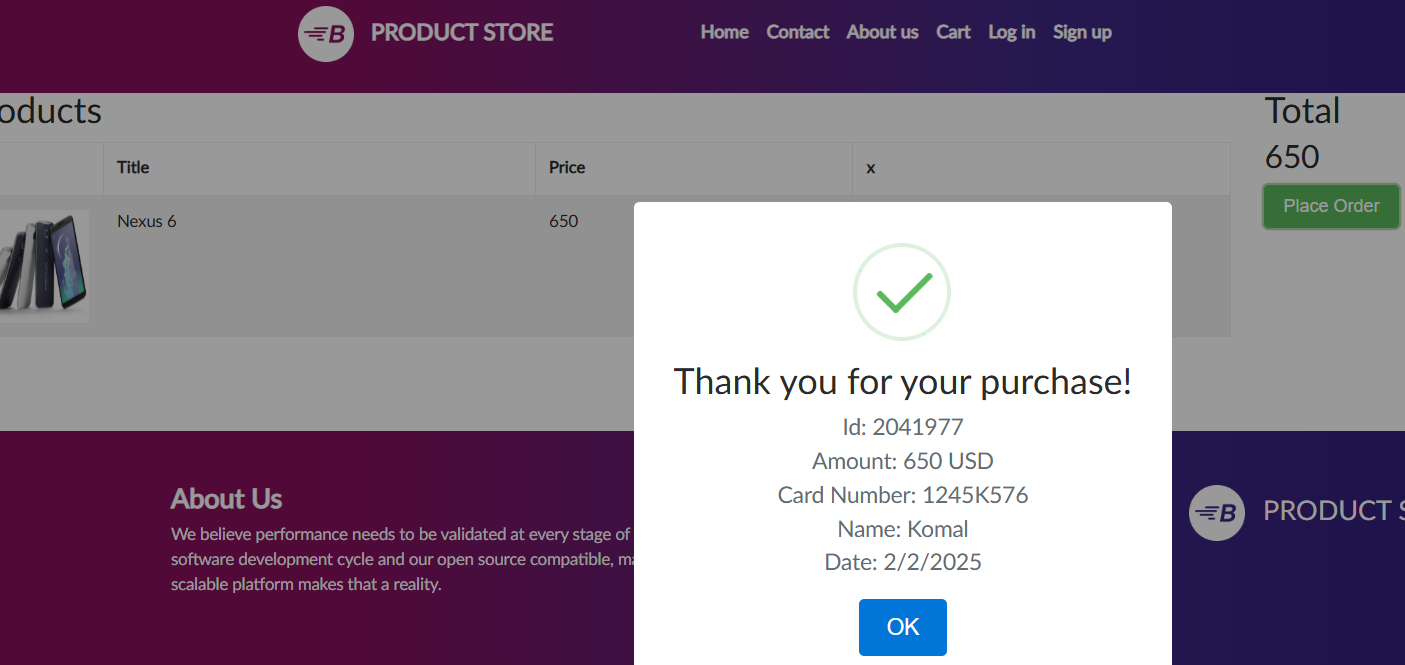 B PRODUCT STORE
Home Contact About us Cart Log in Sign up
oducts
Total
Title Price x
650
Nexus 6 650
Place Order
Thank you for your purchase!
Id: 2041977
Amount: 650 USD
Card Number: 1245K576
Name: Komal
Date: 2/2/2025
OK
About Us
We believe performance needs to be validated at every stage of
software development cycle and our open source compatible, ma
scalable platform makes that a reality.
B PRODUCT S